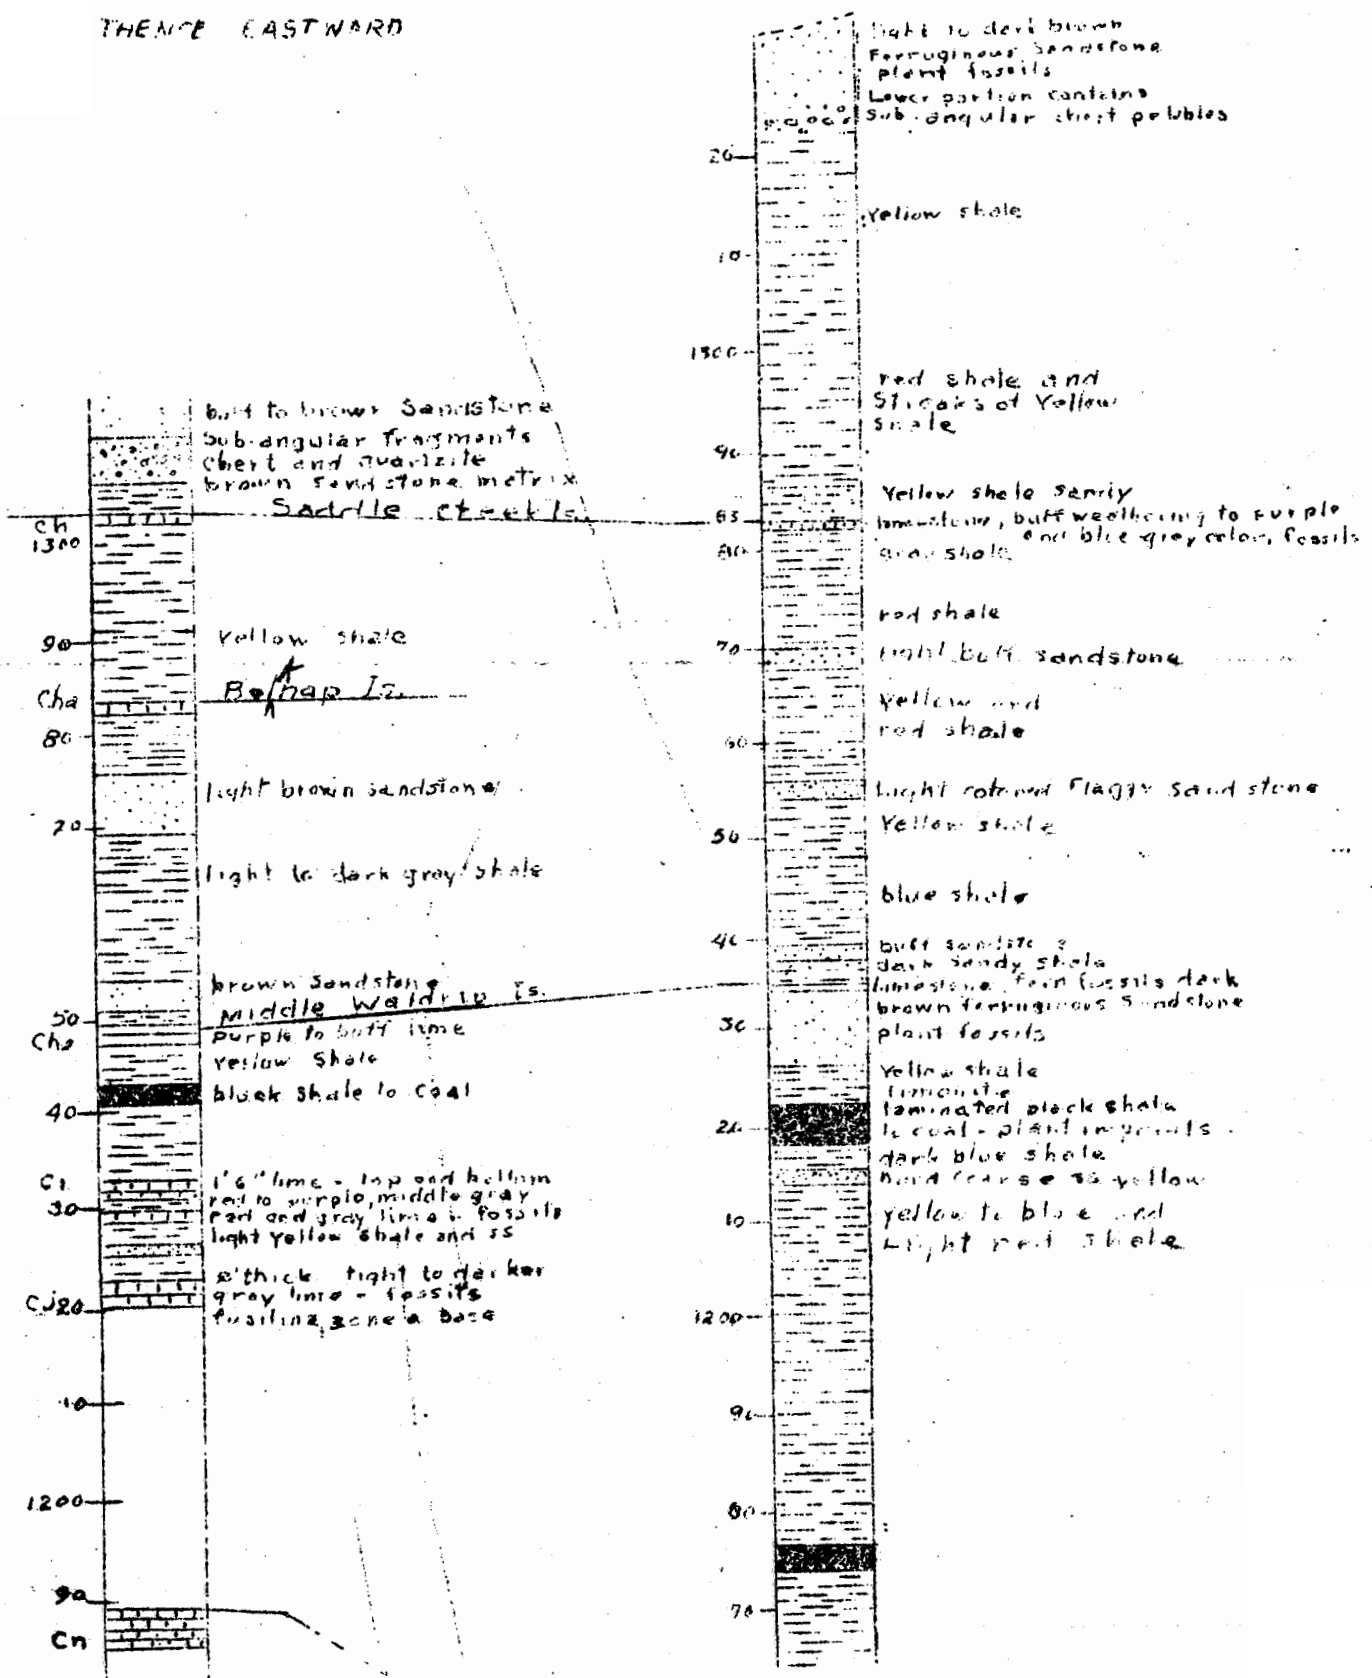 THENCE EASTWARD
buff to brown Sandstone
Sub-angular fragments
chert and quartzite
brown sandstone matrix
Saddle Creek ls.
Ch
1300
90
yellow shale
Belknap ls.
Cha
80
light brown sandstone
70
light to dark gray shale
brown sandstone
Middle Waldrip ls.
50
purple to buff lime
Yellow Shale
black shale to coal
40
1'6" lime - top and bottom
red to purple, middle gray
30
red and gray lime fossils
light yellow shale and ss
thick light to darker
gray lime - fossils
Cj 20
fusilina zone base
10
1200
90
Cn
light to dark brown
Ferruginous Sandstone
plant fossils
Lower portion contains
Sub-angular chert pebbles
20
Yellow shale
10
1300
red shale and
Streaks of Yellow
Shale
90
Yellow shale sandy
83
limestone, buff weathering to purple
and blue gray color, fossils
80
gray shale
red shale
70
light buff sandstone
yellow and
red shale
60
Light colored flaggy sandstone
Yellow shale
50
blue shale
40
buff
dark sandy shale
limestone, fossils dark
brown ferruginous Sandstone
30
plant fossils
Yellow shale
limonite
laminated black shale
20
to coal - plant imprints
dark blue shale
hard coarse ss yellow
10
yellow to blue and
Light red shale
1200
90
80
70